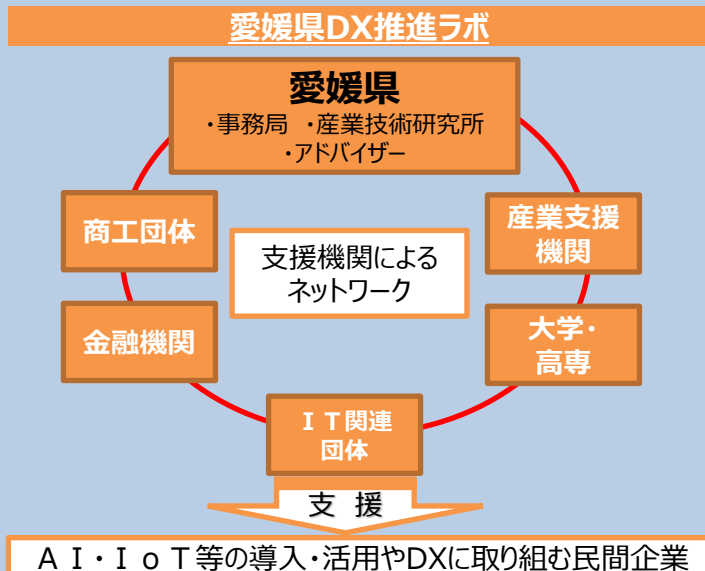 愛媛県DX推進ラボ
愛媛県
・事務局 ・産業技術研究所
・アドバイザー
商工団体
産業支援
機関
支援機関による
ネットワーク
金融機関
大学・
高専
ＩＴ関連
団体
支 援
ＡＩ・ＩｏＴ等の導入・活用やDXに取り組む民間企業